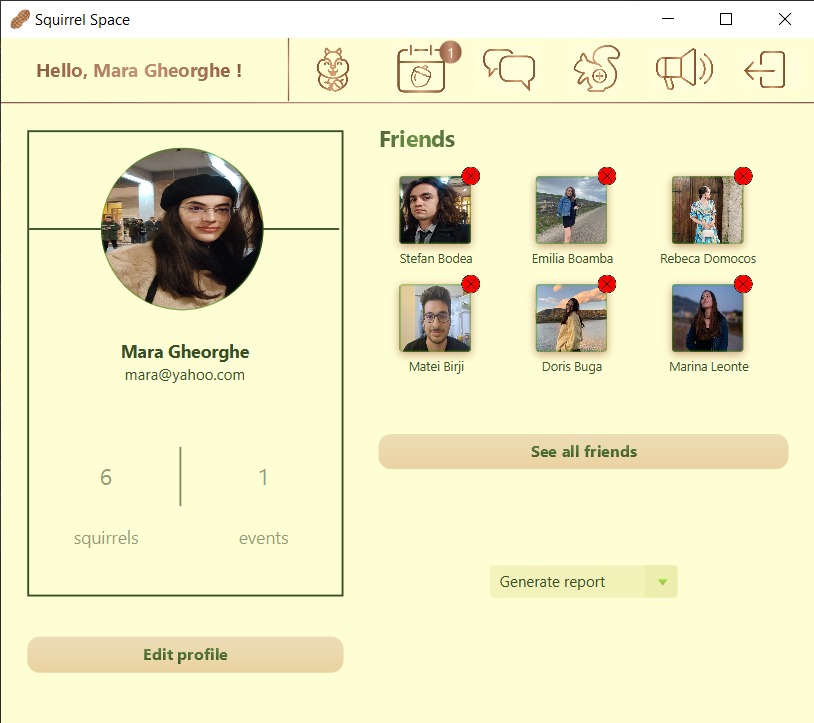 Squirrel Space
Hello, Mara Gheorghe !
1
Mara Gheorghe
mara@yahoo.com
6
1
squirrels
events
Edit profile
Friends
Stefan Bodea
Emilia Boamba
Rebeca Domocos
Matei Birji
Doris Buga
Marina Leonte
See all friends
Generate report